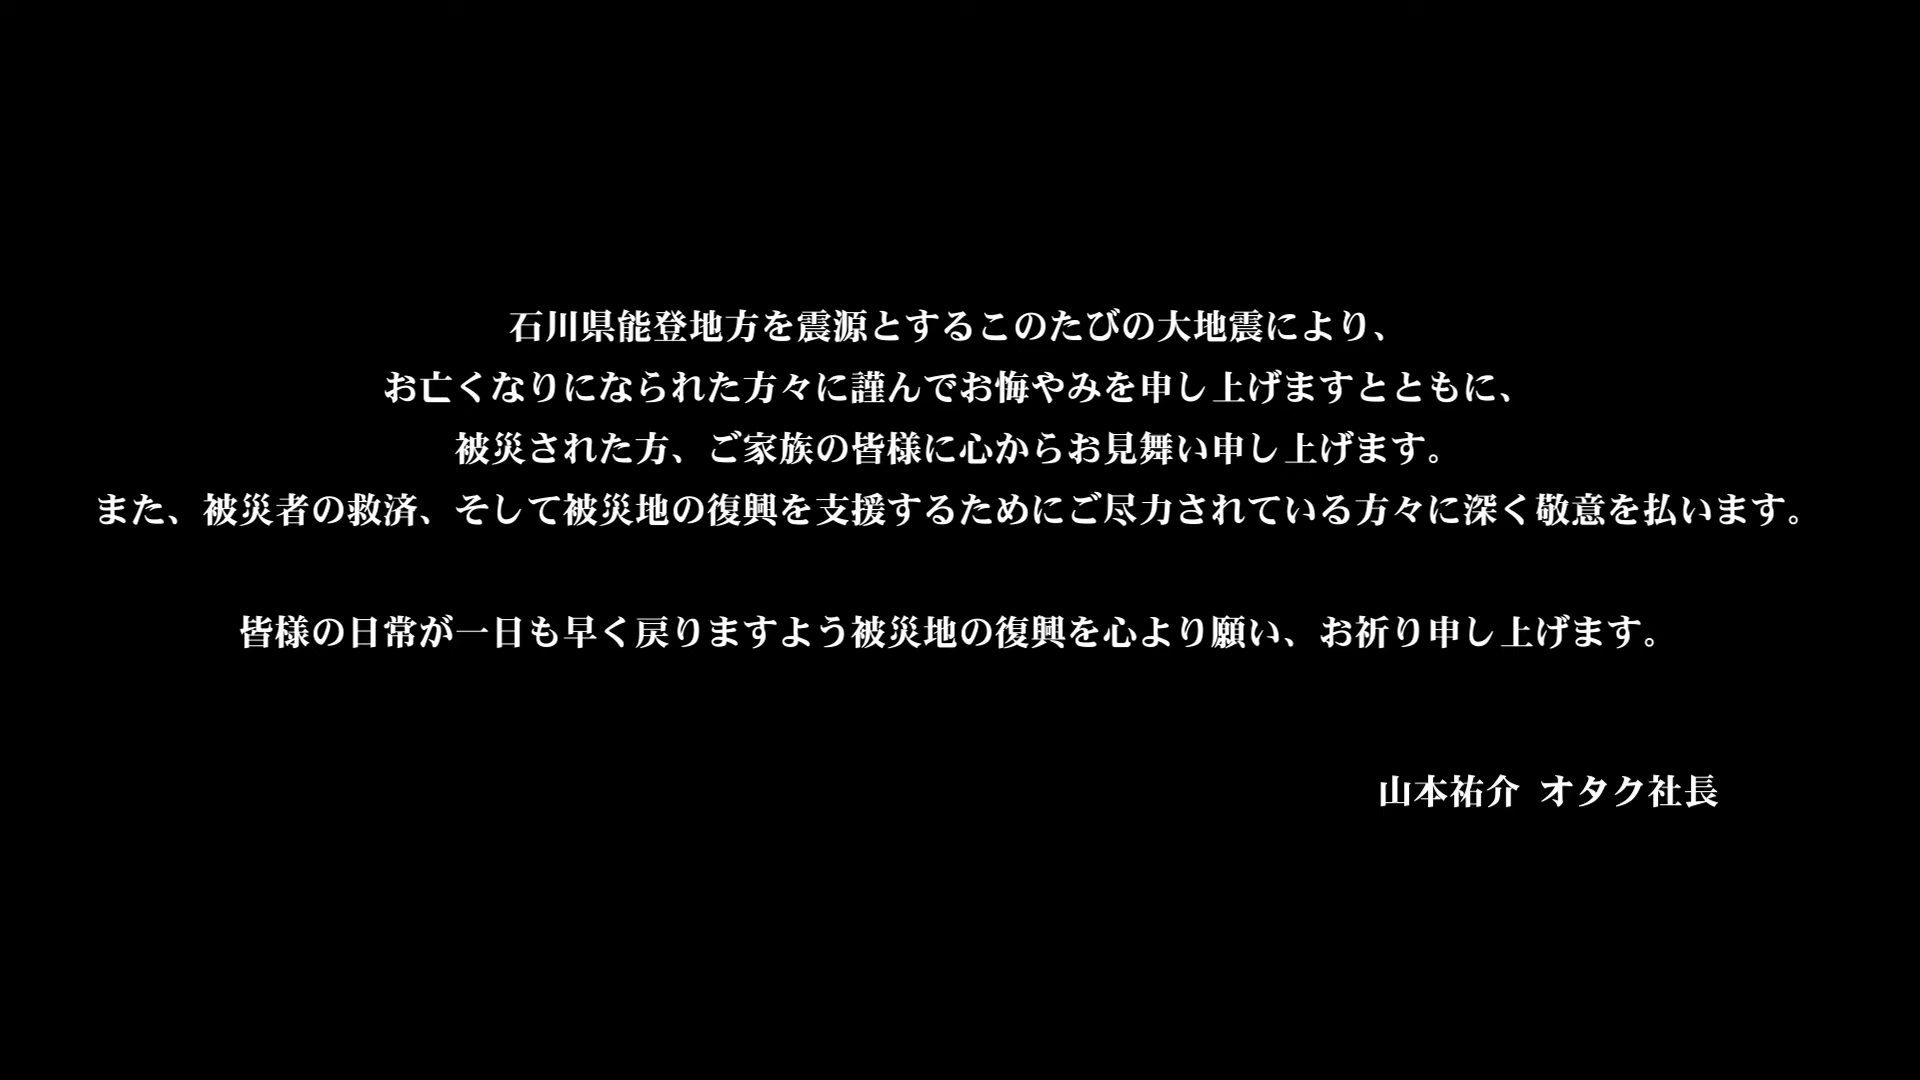 石川県能登地方を震源とするこのたびの大地震により、
お亡くなりになられた方々に謹んでお悔やみを申し上げますとともに、
被災された方、ご家族の皆様に心からお見舞い申し上げます。
また、被災者の救済、そして被災地の復興を支援するためにご尽力されている方々に深く敬意を払います。
皆様の日常が一日も早く戻りますよう被災地の復興を心より願い、お祈り申し上げます。
山本祐介 オタク社長